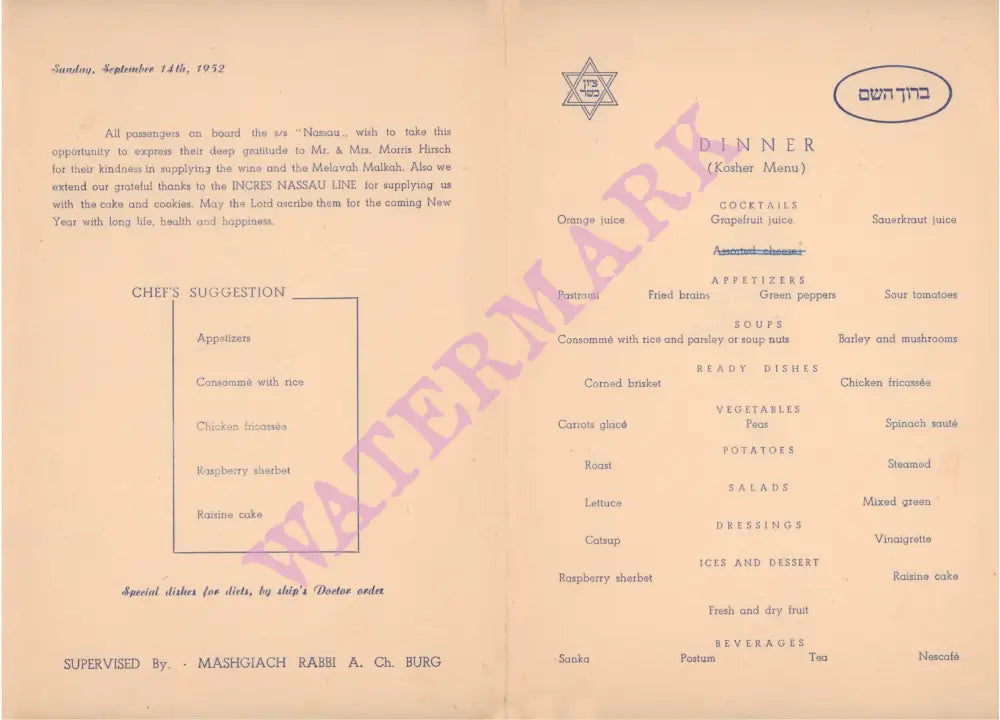 Sunday, September 14th, 1952
All passengers on board the s/s "Nassau„ wish to take this
opportunity to express their deep gratitude to Mr. & Mrs. Morris Hirsch
for their kindness in supplying the wine and the Melavah Malkah. Also we
extend our grateful thanks to the INCRES NASSAU LINE for supplying us
with the cake and cookies. May the Lord ascribe them for the coming New
Year with long life, health and happiness.
CHEF'S SUGGESTION
Appetizers
Consommé with rice
Chicken fricassée
Raspberry sherbet
Raisine cake
Special dishes for diets, by ship's Doctor order
SUPERVISED By. - MASHGIACH RABBI A. Ch. BURG
ציון
כשר
ברוך השם
DINNER
(Kosher Menu)
COCKTAILS
Orange juice Grapefruit juice Sauerkraut juice
Assorted cheese
APPETIZERS
Pastromi Fried brains Green peppers Sour tomatoes
SOUPS
Consommé with rice and parsley or soup nuts Barley and mushrooms
READY DISHES
Corned brisket Chicken fricassée
VEGETABLES
Carrots glacé Peas Spinach sauté
POTATOES
Roast Steamed
SALADS
Lettuce Mixed green
DRESSINGS
Catsup Vinaigrette
ICES AND DESSERT
Raspberry sherbet Raisine cake
Fresh and dry fruit
BEVERAGES
Sanka Postum Tea Nescafé
WATERMARK